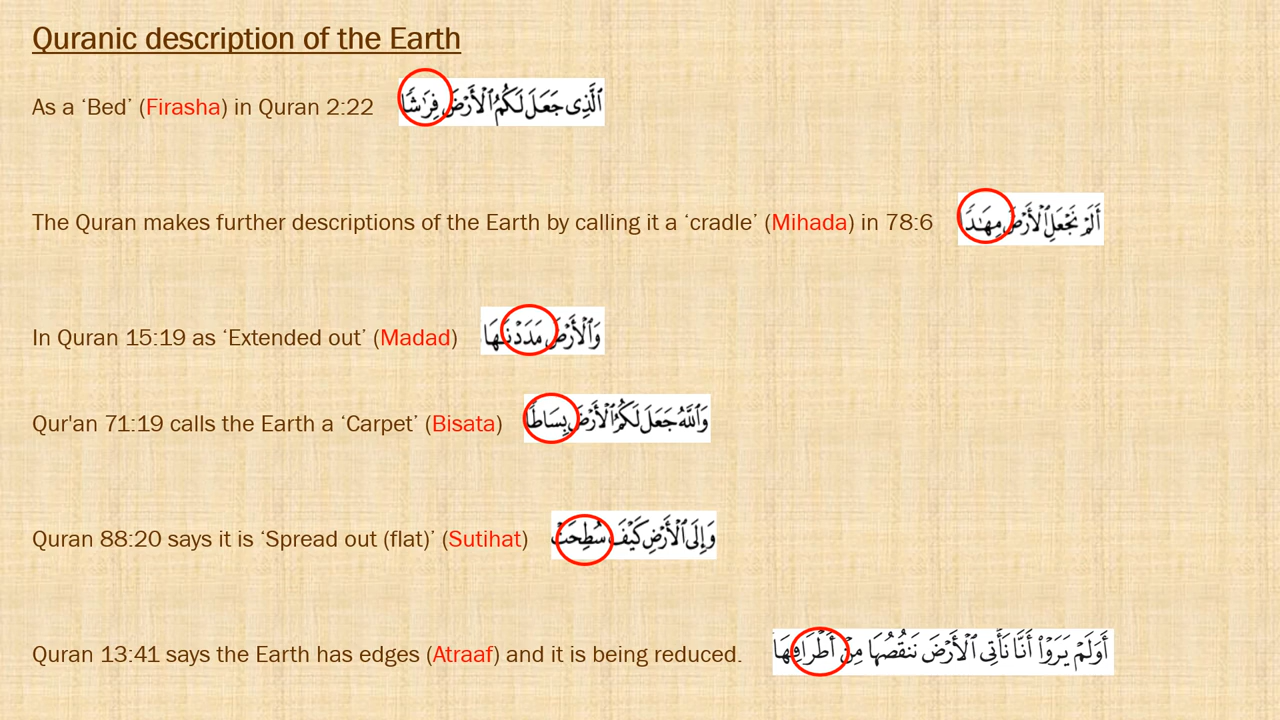 Quranic description of the Earth
As a ‘Bed’ (Firasha) in Quran 2:22 ٱلَّذِى جَعَلَ لَكُمُ ٱلْأَرْضَ فِرَٰشًا
The Quran makes further descriptions of the Earth by calling it a ‘cradle’ (Mihada) in 78:6 أَلَمْ نَجْعَلِ ٱلْأَرْضَ مِهَـٰدًا
In Quran 15:19 as ‘Extended out’ (Madad) وَٱلْأَرْضَ مَدَدْنَـٰهَا
Qur'an 71:19 calls the Earth a ‘Carpet’ (Bisata) وَٱللَّهُ جَعَلَ لَكُمُ ٱلْأَرْضَ بِسَاطًا
Quran 88:20 says it is ‘Spread out (flat)’ (Sutihat) وَإِلَى ٱلْأَرْضِ كَيْفَ سُطِحَتْ
Quran 13:41 says the Earth has edges (Atraaf) and it is being reduced. أَوَلَمْ يَرَوْا۟ أَنَّا نَأْتِى ٱلْأَرْضَ نَنقُصُهَا مِنْ أَطْرَافِهَا